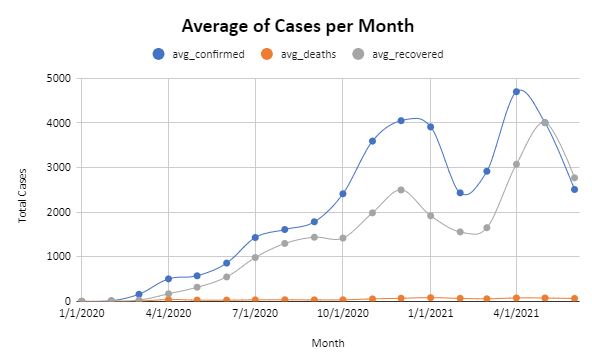 Average of Cases per Month
avg_confirmed avg_deaths avg_recovered
5000
4000
3000
2000
1000
0
Total Cases
1/1/2020 4/1/2020 7/1/2020 10/1/2020 1/1/2021 4/1/2021
Month